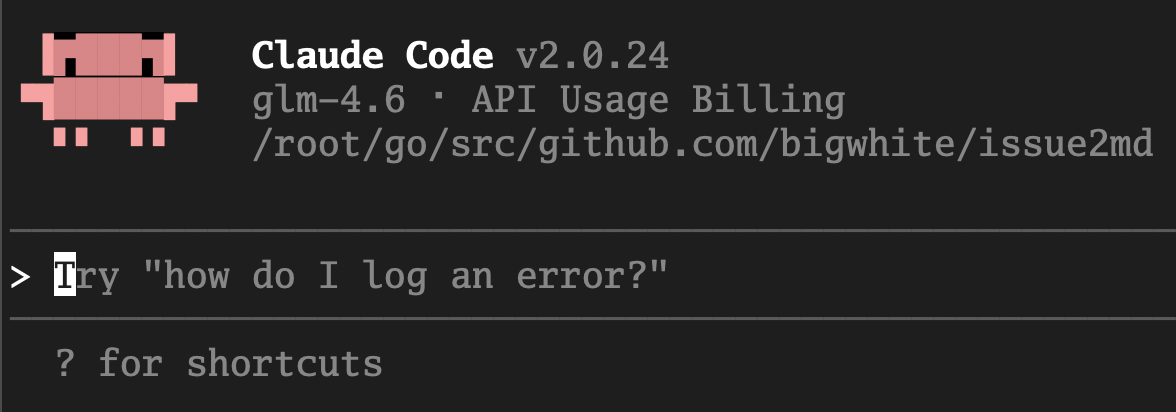 Claude Code v2.0.24
glm-4.6 · API Usage Billing
/root/go/src/github.com/bigwhite/issue2md
> Try "how do I log an error?"
? for shortcuts